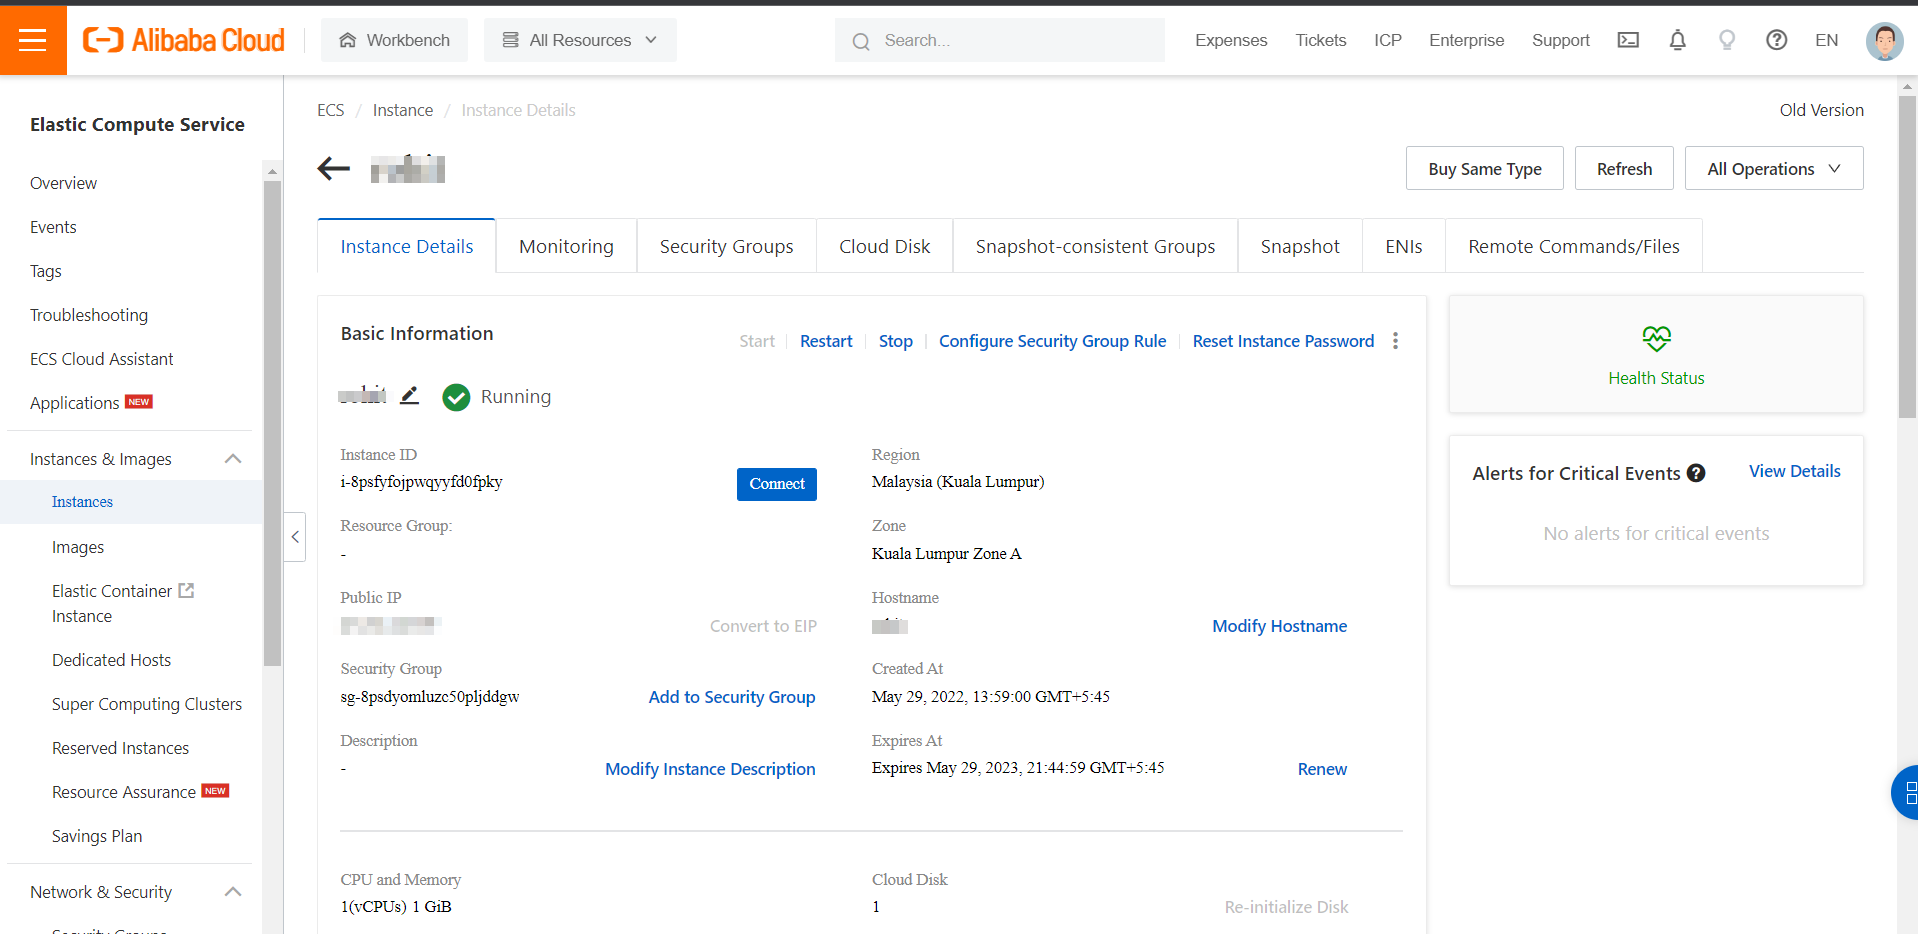 Alibaba Cloud
Workbench
All Resources
Search...
Expenses
Tickets
ICP
Enterprise
Support
EN
Elastic Compute Service
Overview
Events
Tags
Troubleshooting
ECS Cloud Assistant
Applications NEW
Instances & Images
Instances
Images
Elastic Container
Instance
Dedicated Hosts
Super Computing Clusters
Reserved Instances
Resource Assurance NEW
Savings Plan
Network & Security
ECS / Instance / Instance Details
Old Version
Buy Same Type
Refresh
All Operations
Instance Details
Monitoring
Security Groups
Cloud Disk
Snapshot-consistent Groups
Snapshot
ENIs
Remote Commands/Files
Basic Information
Start
Restart
Stop
Configure Security Group Rule
Reset Instance Password
Running
Instance ID
i-8psfyfojpwqyyfd0fpky
Connect
Region
Malaysia (Kuala Lumpur)
Resource Group:
-
Zone
Kuala Lumpur Zone A
Public IP
Convert to EIP
Hostname
Modify Hostname
Security Group
sg-8psdyomluzc50pljddgw
Add to Security Group
Created At
May 29, 2022, 13:59:00 GMT+5:45
Description
-
Modify Instance Description
Expires At
Expires May 29, 2023, 21:44:59 GMT+5:45
Renew
CPU and Memory
1(vCPUs) 1 GiB
Cloud Disk
1
Re-initialize Disk
Health Status
Alerts for Critical Events
View Details
No alerts for critical events